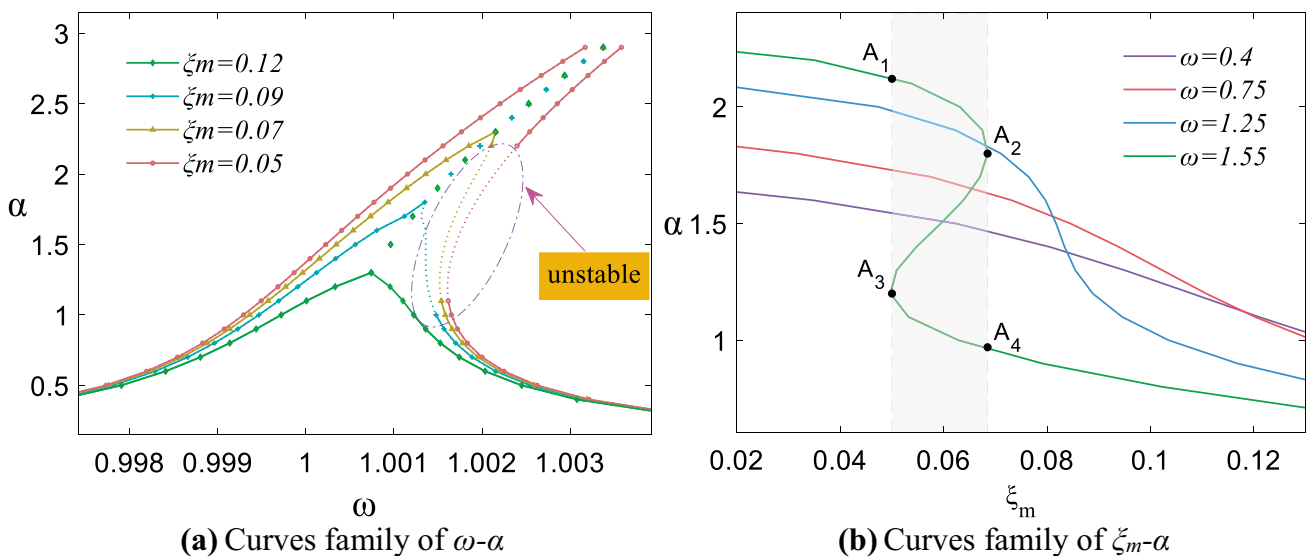 3
2.5
2
1.5
1
0.5
α
0.998
0.999
1
1.001
1.002
1.003
ω
ξm=0.12
ξm=0.09
ξm=0.07
ξm=0.05
unstable
(a) Curves family of ω-α
2
1.5
1
α
0.02
0.04
0.06
0.08
0.1
0.12
ξm
A1
A2
A3
A4
ω=0.4
ω=0.75
ω=1.25
ω=1.55
(b) Curves family of ξm-α